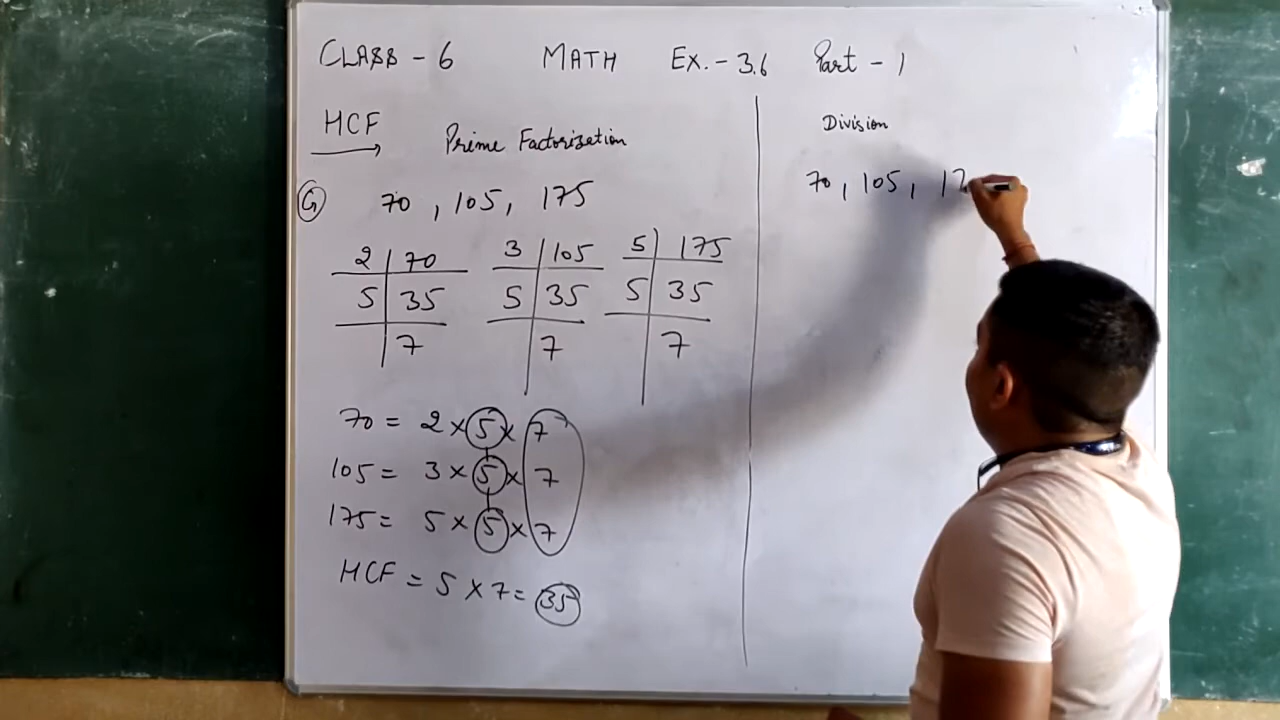 CLASS - 6 MATH EX. - 3.6 Part - 1
HCF Prime Factorization
G 70, 105, 175
2 | 70 3 | 105 5 | 175
5 | 35 5 | 35 5 | 35
7 7 7
70 = 2 × 5 × 7
105 = 3 × 5 × 7
175 = 5 × 5 × 7
HCF = 5 × 7 = 35
Division
70, 105, 17